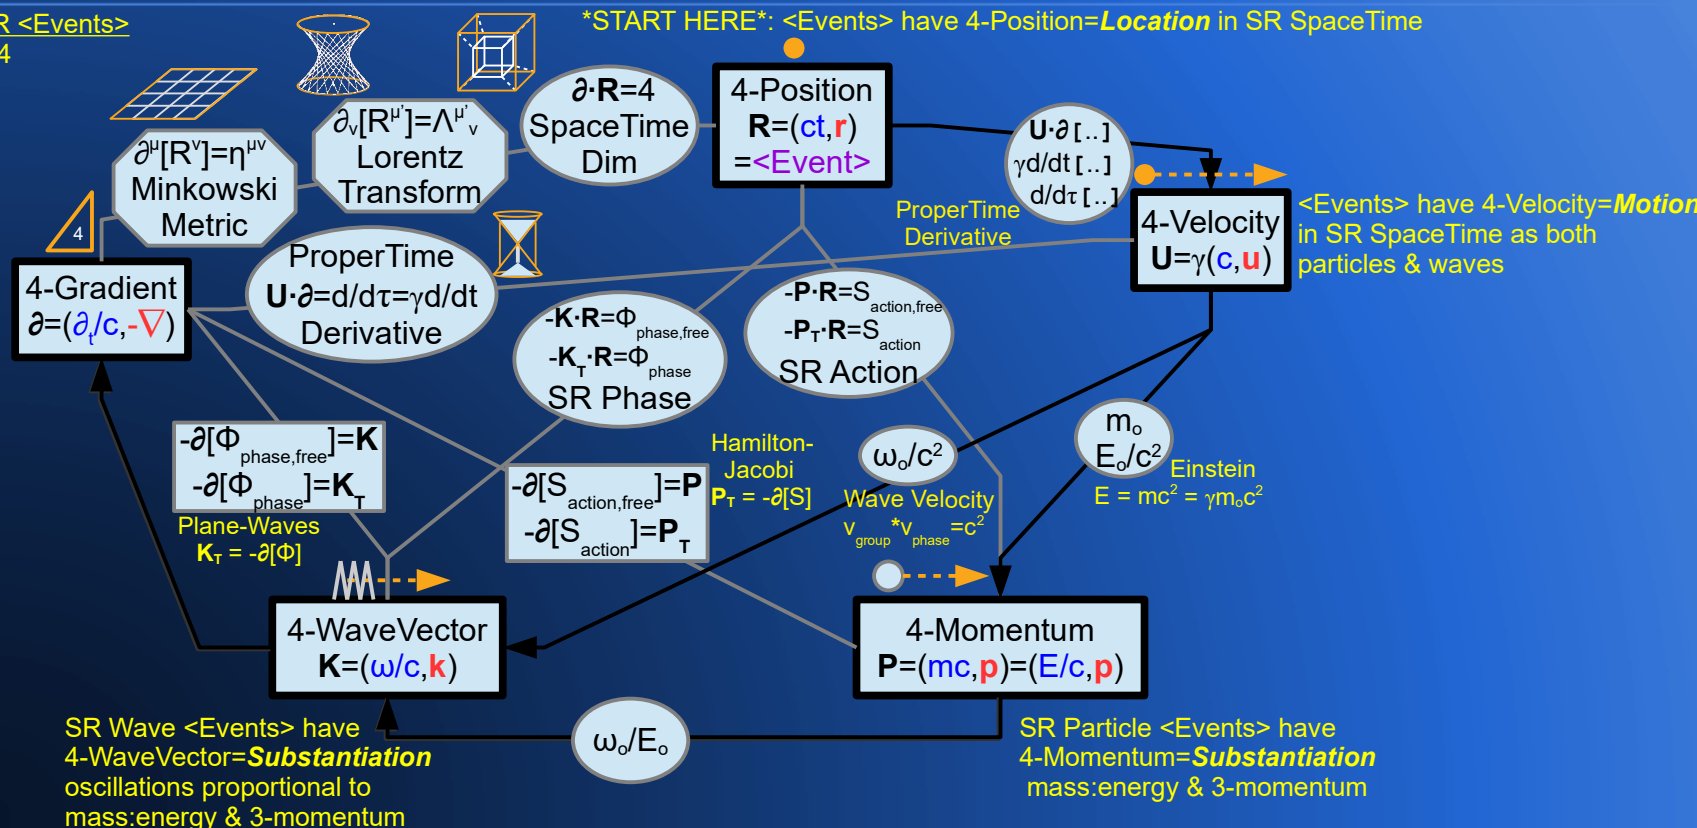 R <Events>
4
*START HERE*: <Events> have 4-Position=Location in SR SpaceTime
∂·R=4
SpaceTime
Dim
4-Position
R=(ct,r)
=<Event>
∂ν[Rμ']=Λμ'ν
Lorentz
Transform
∂μ[Rν]=ημν
Minkowski
Metric
U·∂[..]
γd/dt[..]
d/dτ[..]
ProperTime
Derivative
4-Velocity
U=γ(c,u)
<Events> have 4-Velocity=Motion
in SR SpaceTime as both
particles & waves
4
4-Gradient
∂=(∂t/c,-∇)
ProperTime
U·∂=d/dτ=γd/dt
Derivative
-K·R=Φphase,free
-KT·R=Φphase
SR Phase
-P·R=Saction,free
-PT·R=Saction
SR Action
-∂[Φphase,free]=K
-∂[Φphase]=KT
Plane-Waves
KT = -∂[Φ]
-∂[Saction,free]=P
-∂[Saction]=PT
Hamilton-
Jacobi
PT = -∂[S]
ωo/c²
Wave Velocity
vgroup*vphase=c²
mo
Eo/c²
Einstein
E = mc² = γmoc²
4-WaveVector
K=(ω/c,k)
4-Momentum
P=(mc,p)=(E/c,p)
ωo/Eo
SR Wave <Events> have
4-WaveVector=Substantiation
oscillations proportional to
mass:energy & 3-momentum
SR Particle <Events> have
4-Momentum=Substantiation
mass:energy & 3-momentum